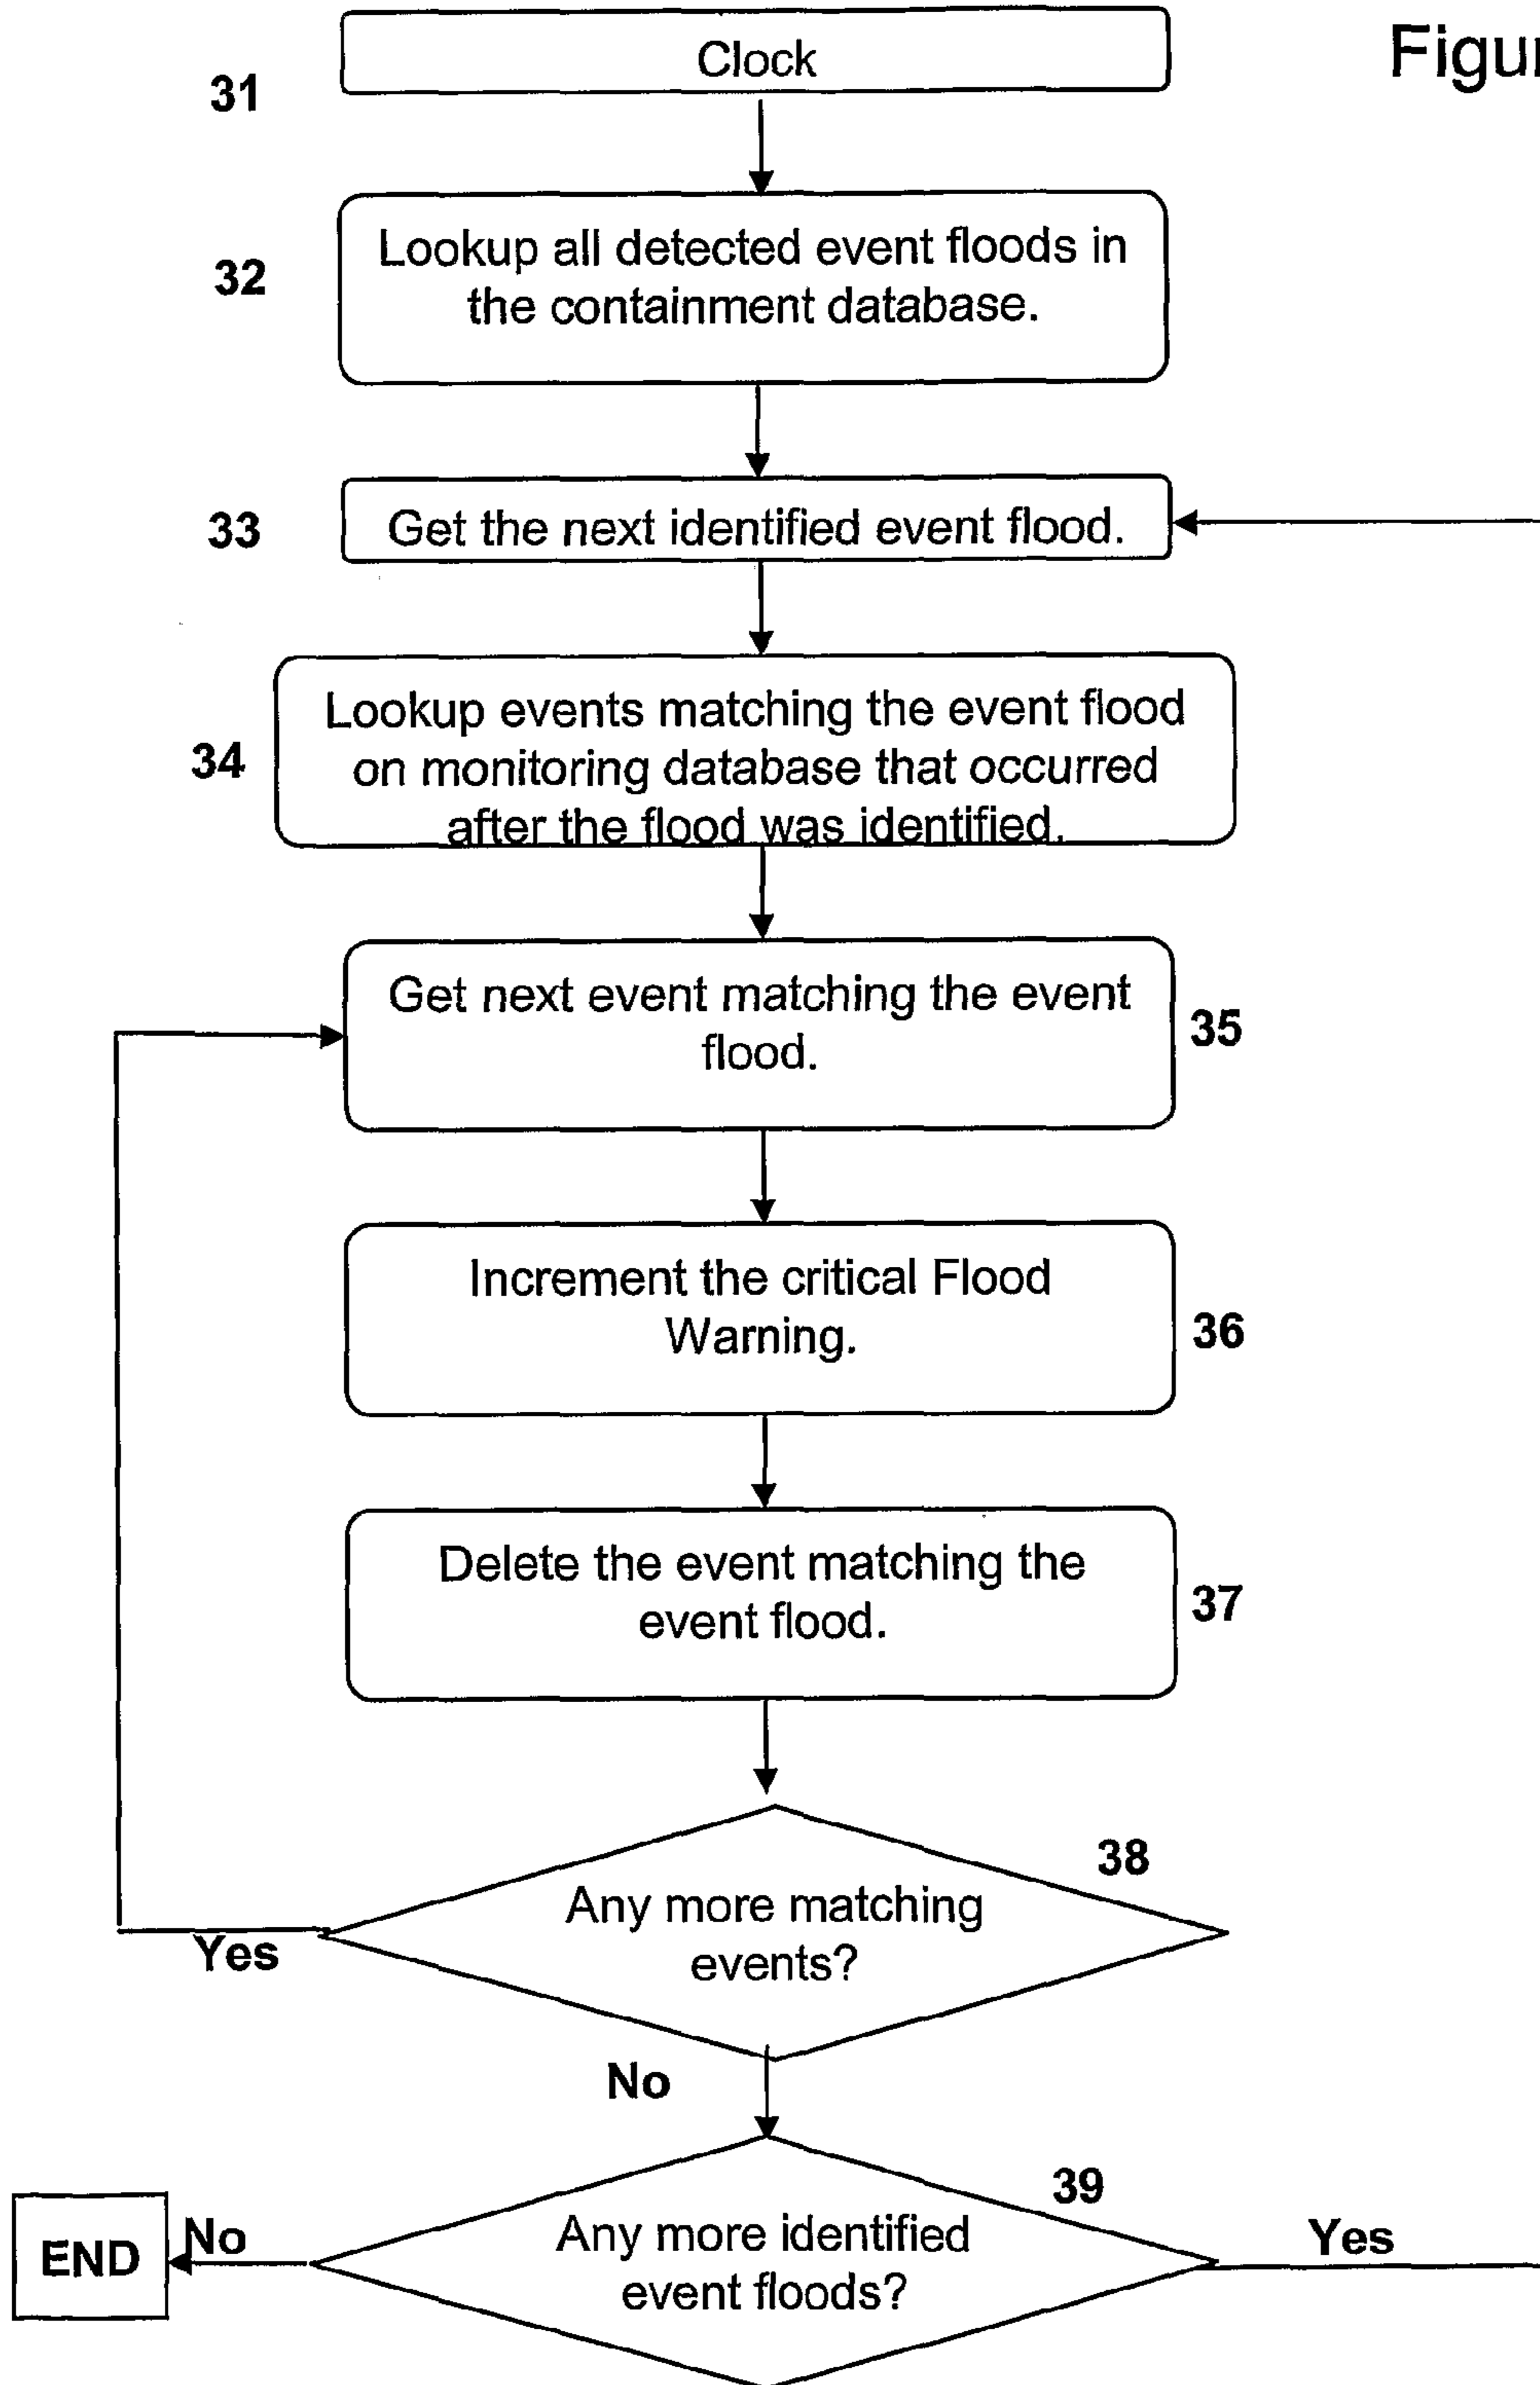 Clock
Figur
31
Lookup all detected event floods in
the containment database.
32
33
Get the next identified event flood.
Lookup events matching the event flood
on monitoring database that occurred
after the flood was identified.
34
Get next event matching the event
flood.
35
Increment the critical Flood
Warning.
36
Delete the event matching the
event flood.
37
38
Any more matching
events?
Yes
No
39
Any more identified
event floods?
Yes
No
END